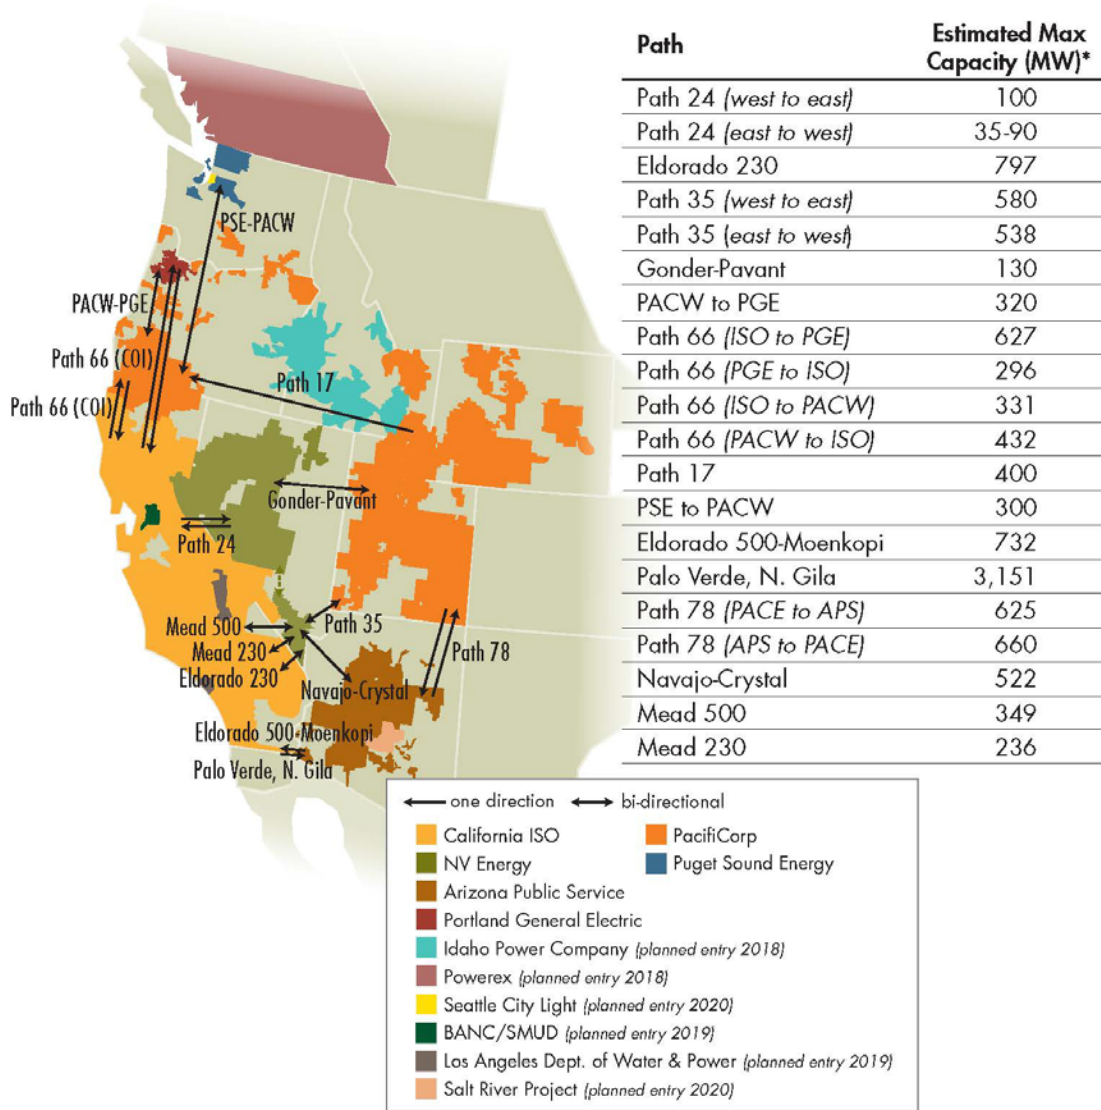 Path Estimated Max Capacity (MW)*
Path 24 (west to east) 100
Path 24 (east to west) 35-90
Eldorado 230 797
Path 35 (west to east) 580
Path 35 (east to west) 538
Gonder-Pavant 130
PACW to PGE 320
Path 66 (ISO to PGE) 627
Path 66 (PGE to ISO) 296
Path 66 (ISO to PACW) 331
Path 66 (PACW to ISO) 432
Path 17 400
PSE to PACW 300
Eldorado 500-Moenkopi 732
Palo Verde, N. Gila 3,151
Path 78 (PACE to APS) 625
Path 78 (APS to PACE) 660
Navajo-Crystal 522
Mead 500 349
Mead 230 236
PSE-PACW
PACW-PGE
Path 66 (COI)
Path 17
Path 66 (COI)
Gonder-Pavant
Path 24
Mead 500
Path 35
Mead 230
Path 78
Eldorado 230
Navajo-Crystal
Eldorado 500-Moenkopi
Palo Verde, N. Gila
one direction bi-directional
California ISO
PacifiCorp
NV Energy
Puget Sound Energy
Arizona Public Service
Portland General Electric
Idaho Power Company (planned entry 2018)
Powerex (planned entry 2018)
Seattle City Light (planned entry 2020)
BANC/SMUD (planned entry 2019)
Los Angeles Dept. of Water & Power (planned entry 2019)
Salt River Project (planned entry 2020)